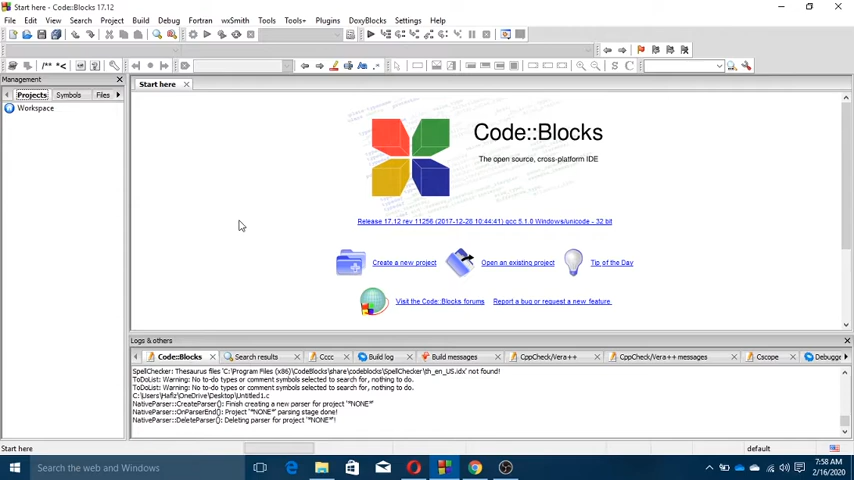 Start here - Code::Blocks 17.12
File Edit View Search Project Build Debug Fortran wxSmith Tools Tools+ Plugins DoxyBlocks Settings Help
/** *<
S C
Management
Start here
Projects Symbols Files
Workspace
Code::Blocks
The open source, cross-platform IDE
Release 17.12 rev 11256 (2017-12-28 10:44:41) gcc 5.1.0 Windows/unicode - 32 bit
Create a new project Open an existing project Tip of the Day
Visit the Code::Blocks forums Report a bug or request a new feature
Logs & others
Code::Blocks Search results Cccc Build log Build messages CppCheck/Vera++ CppCheck/Vera++ messages Cscope Debugge
SpellChecker: Thesaurus files 'C:\Program Files (x86)\CodeBlocks\share\codeblocks\SpellChecker\th_en_US.idx' not found!
ToDoList: Warning: No to-do types or comment symbols selected to search for, nothing to do.
ToDoList: Warning: No to-do types or comment symbols selected to search for, nothing to do.
C:\Users\Hafiz\OneDrive\Desktop\Untitled1.c
NativeParser::CreateParser(): Finish creating a new parser for project '*NONE*'
NativeParser::OnParserEnd(): Project '*NONE*' parsing stage done!
NativeParser::DeleteParser(): Deleting parser for project '*NONE*'!
Start here
default
Search the web and Windows
7:58 AM
2/16/2020